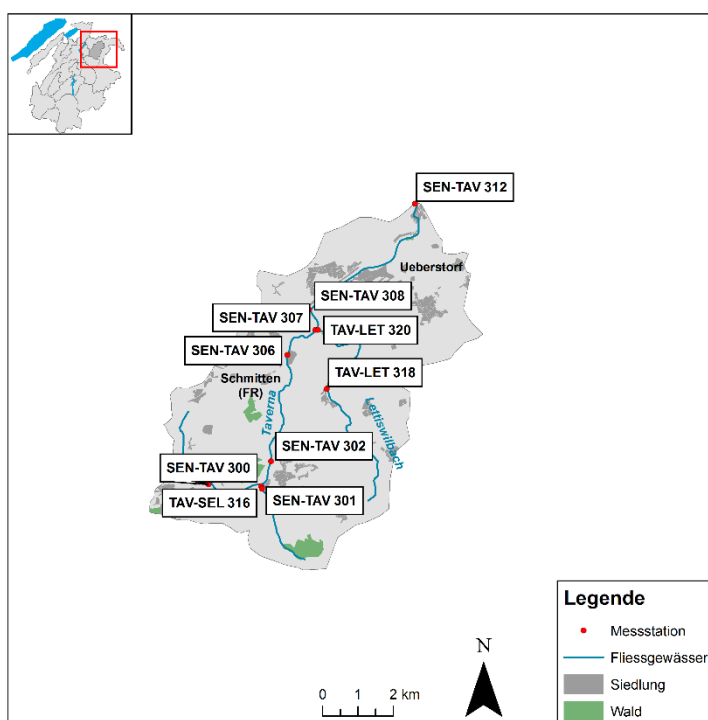 SEN-TAV 312
Ueberstorf
SEN-TAV 308
SEN-TAV 307
TAV-LET 320
SEN-TAV 306
Schmitten
(FR)
TAV-LET 318
Taverna
Lettiswilbach
SEN-TAV 302
SEN-TAV 300
TAV-SEL 316
SEN-TAV 301
Legende
Messstation
Fliessgewässer
Siedlung
Wald
N
0 1 2 km